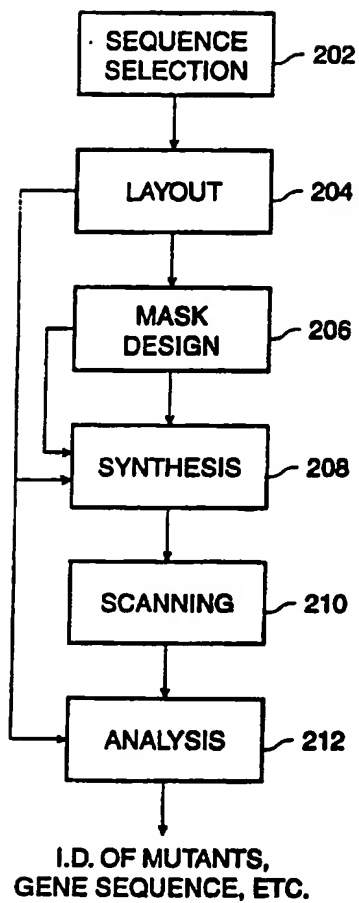 SEQUENCE
SELECTION
202
LAYOUT
204
MASK
DESIGN
206
SYNTHESIS
208
SCANNING
210
ANALYSIS
212
I.D. OF MUTANTS,
GENE SEQUENCE, ETC.